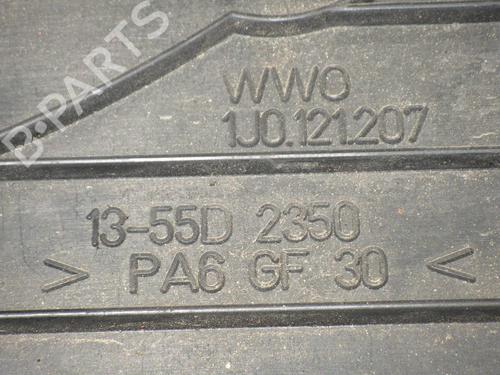 B-PARTS
WWO
1J0.121.207
13-55D 2350
> PA6 GF 30 <